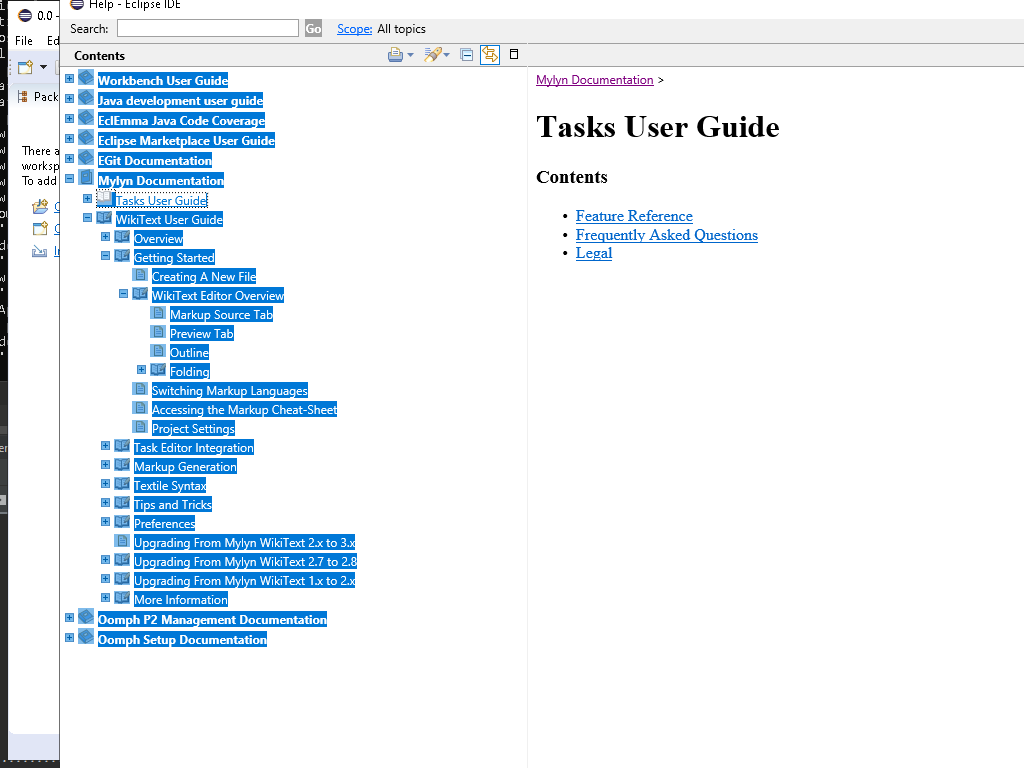 Help - Eclipse IDE
0.0 -
File Ed
Search: Go Scope: All topics
Contents
Pack
There a
worksp
To add
Workbench User Guide
Java development user guide
EclEmma Java Code Coverage
Eclipse Marketplace User Guide
EGit Documentation
Mylyn Documentation
Tasks User Guide
WikiText User Guide
Overview
Getting Started
Creating A New File
WikiText Editor Overview
Markup Source Tab
Preview Tab
Outline
Folding
Switching Markup Languages
Accessing the Markup Cheat-Sheet
Project Settings
Task Editor Integration
Markup Generation
Textile Syntax
Tips and Tricks
Preferences
Upgrading From Mylyn WikiText 2.x to 3.x
Upgrading From Mylyn WikiText 2.7 to 2.8
Upgrading From Mylyn WikiText 1.x to 2.x
More Information
Oomph P2 Management Documentation
Oomph Setup Documentation
Mylyn Documentation >
Tasks User Guide
Contents
• Feature Reference
• Frequently Asked Questions
• Legal